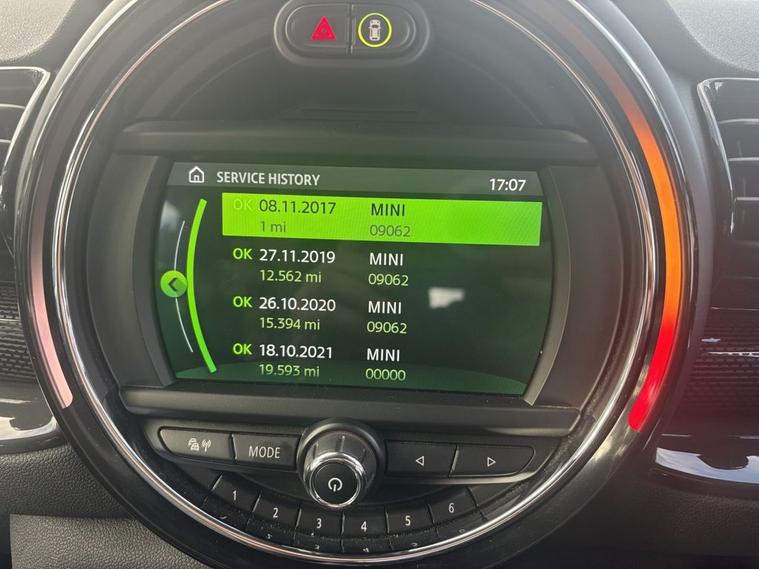 SERVICE HISTORY 17:07
OK 08.11.2017 MINI
1 mi 09062
OK 27.11.2019 MINI
12.562 mi 09062
OK 26.10.2020 MINI
15.394 mi 09062
OK 18.10.2021 MINI
19.593 mi 00000
MODE
1 2 3 4 5 6